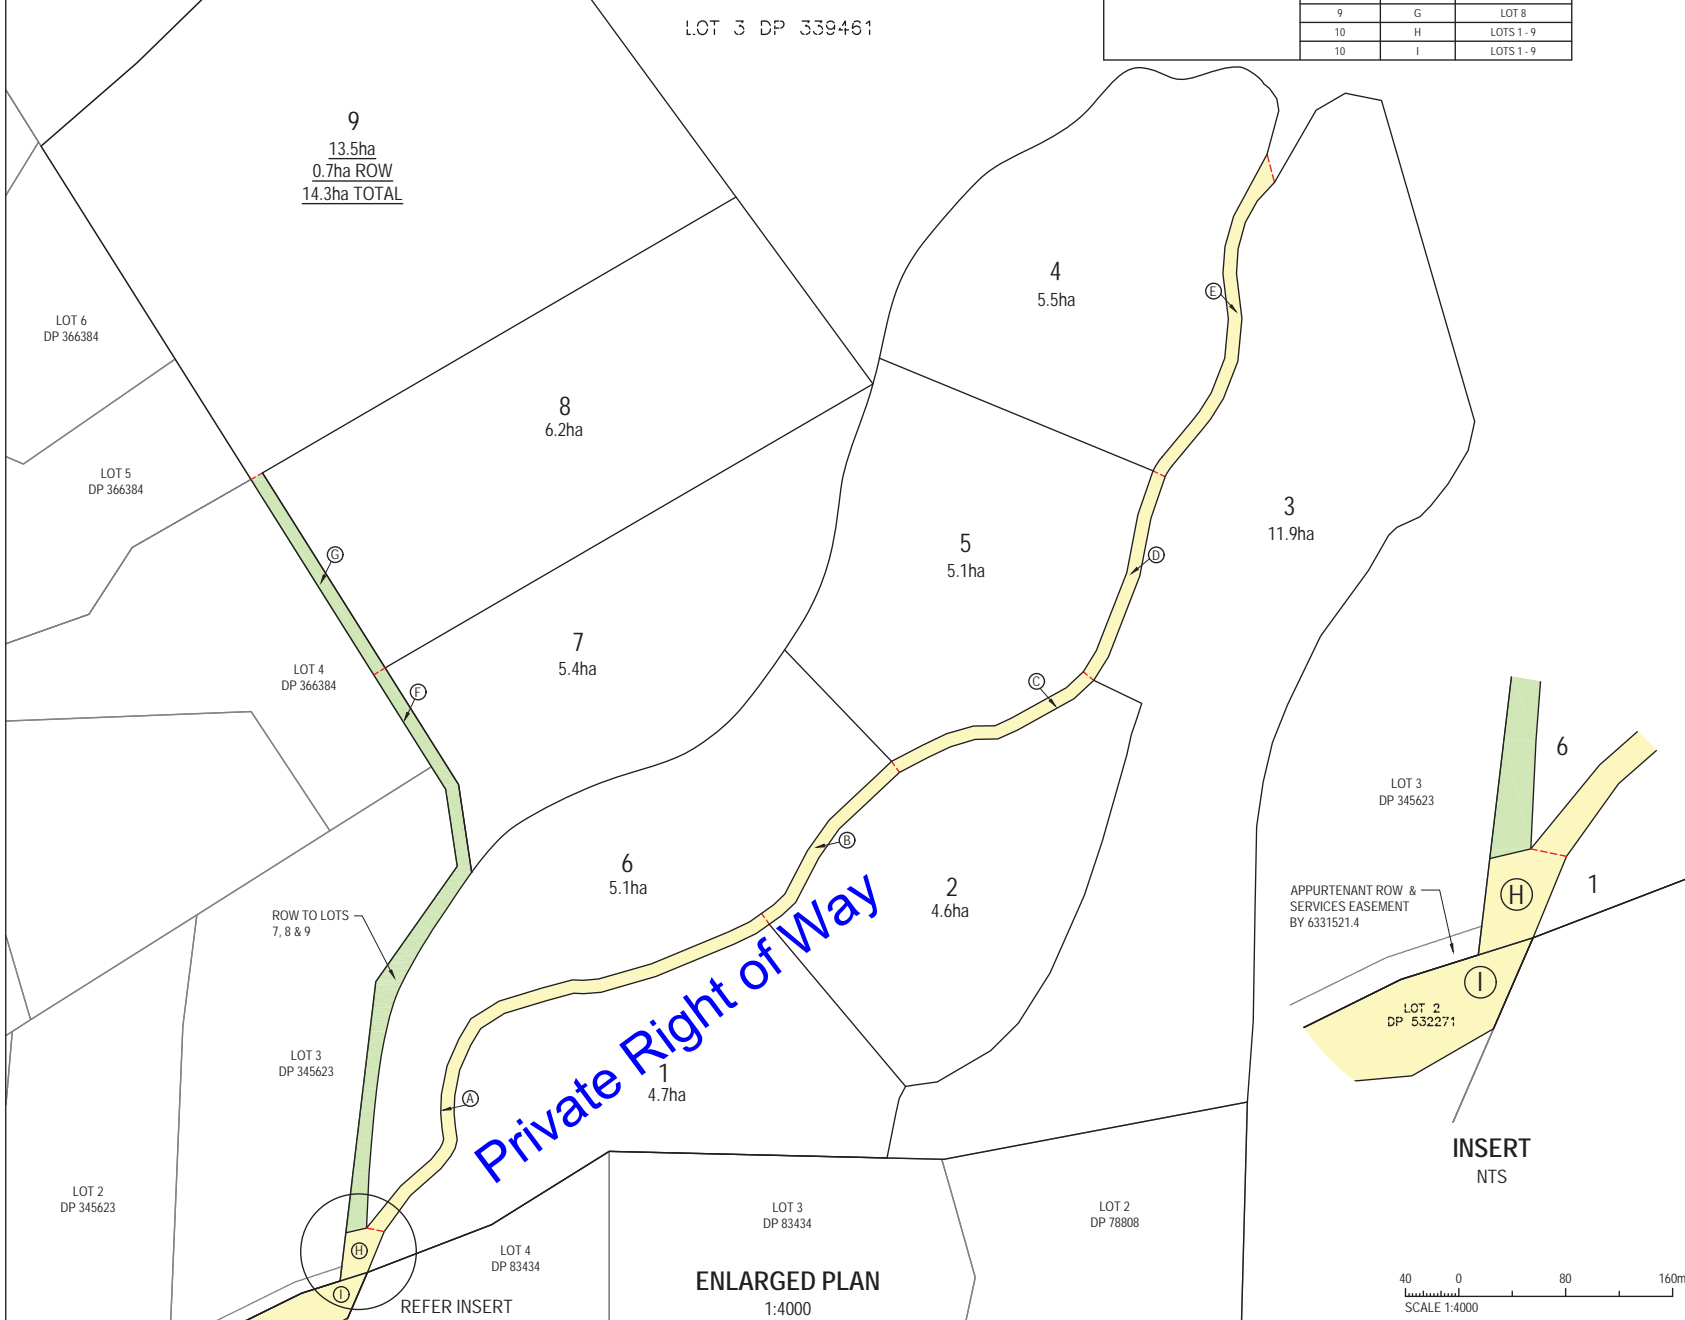 LOT 3 DP 339461
9 G LOT 8
10 H LOTS 1 - 9
10 I LOTS 1 - 9
9
13.5ha
0.7ha ROW
14.3ha TOTAL
4
5.5ha
E
LOT 6
DP 366384
8
6.2ha
LOT 5
DP 366384
3
11.9ha
5
5.1ha
D
G
7
5.4ha
LOT 4
DP 366384
F
C
6
LOT 3
DP 345623
B
6
5.1ha
2
4.6ha
APPURTENANT ROW &
SERVICES EASEMENT
BY 6331521.4
H
1
ROW TO LOTS
7, 8 & 9
Private Right of Way
I
LOT 2
DP 532271
LOT 3
DP 345623
1
4.7ha
A
INSERT
NTS
LOT 2
DP 345623
LOT 3
DP 83434
LOT 2
DP 78808
H
LOT 4
DP 83434
I
REFER INSERT
ENLARGED PLAN
1:4000
40 0 80 160m
SCALE 1:4000